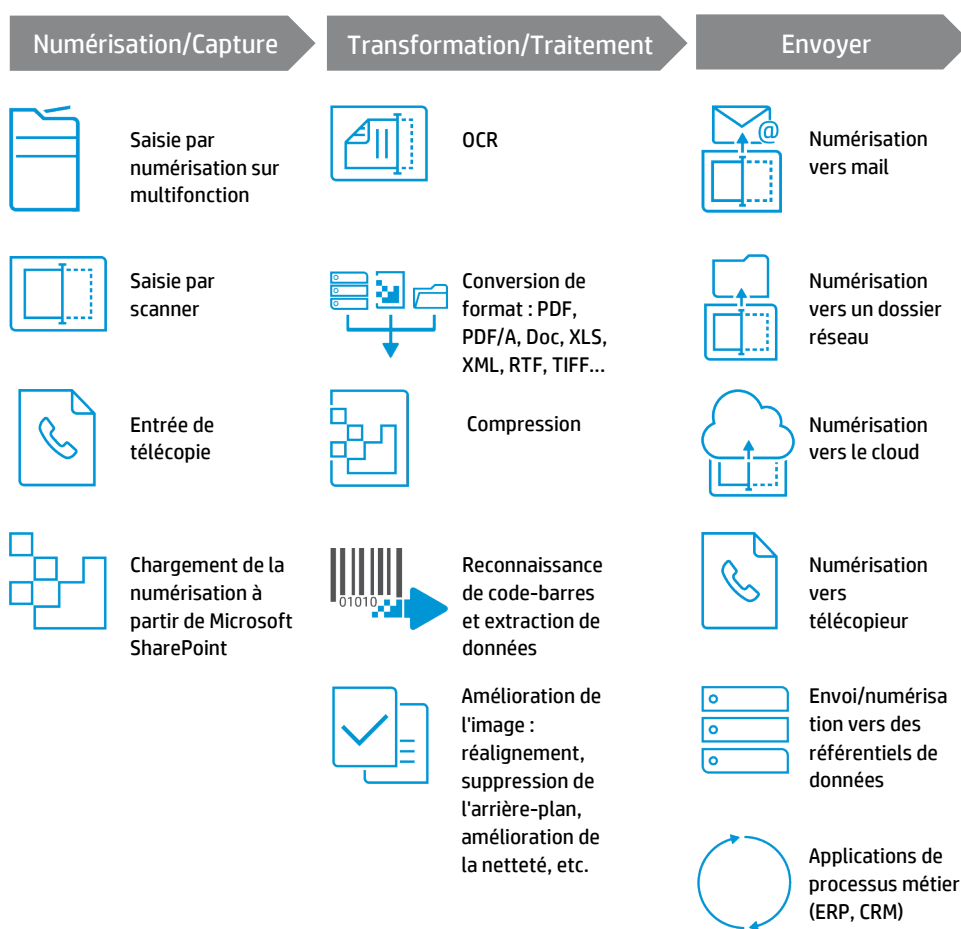 Numérisation/Capture
Transformation/Traitement
Envoyer
Saisie par
numérisation sur
multifonction
Saisie par
scanner
Entrée de
télécopie
Chargement de la
numérisation à
partir de Microsoft
SharePoint
OCR
Conversion de
format : PDF,
PDF/A, Doc, XLS,
XML, RTF, TIFF...
Compression
01010
Reconnaissance
de code-barres
et extraction de
données
Amélioration de
l'image :
réalignement,
suppression de
l'arrière-plan,
amélioration de
la netteté, etc.
@
Numérisation
vers mail
Numérisation
vers un dossier
réseau
Numérisation
vers le cloud
Numérisation
vers
télécopieur
Envoi/numérisa
tion vers des
référentiels de
données
Applications de
processus métier
(ERP, CRM)